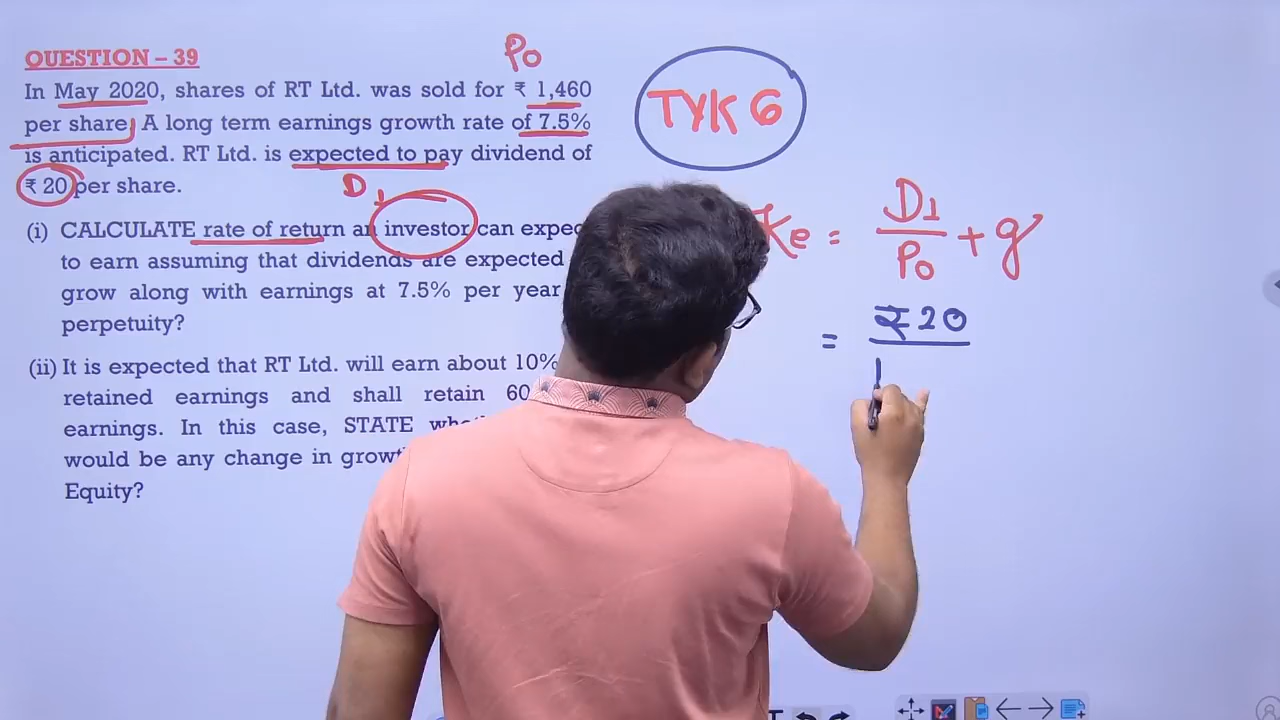 QUESTION – 39
P0
In May 2020, shares of RT Ltd. was sold for ₹ 1,460
per share. A long term earnings growth rate of 7.5%
is anticipated. RT Ltd. is expected to pay dividend of
₹ 20 per share.
D1
(i) CALCULATE rate of return an investor can expec
to earn assuming that dividends are expected
grow along with earnings at 7.5% per year
perpetuity?
(ii) It is expected that RT Ltd. will earn about 10%
retained earnings and shall retain 60
earnings. In this case, STATE
would be any change in growt
Equity?
TYK 6
Ke = D1/P0 + g
= ₹20
1